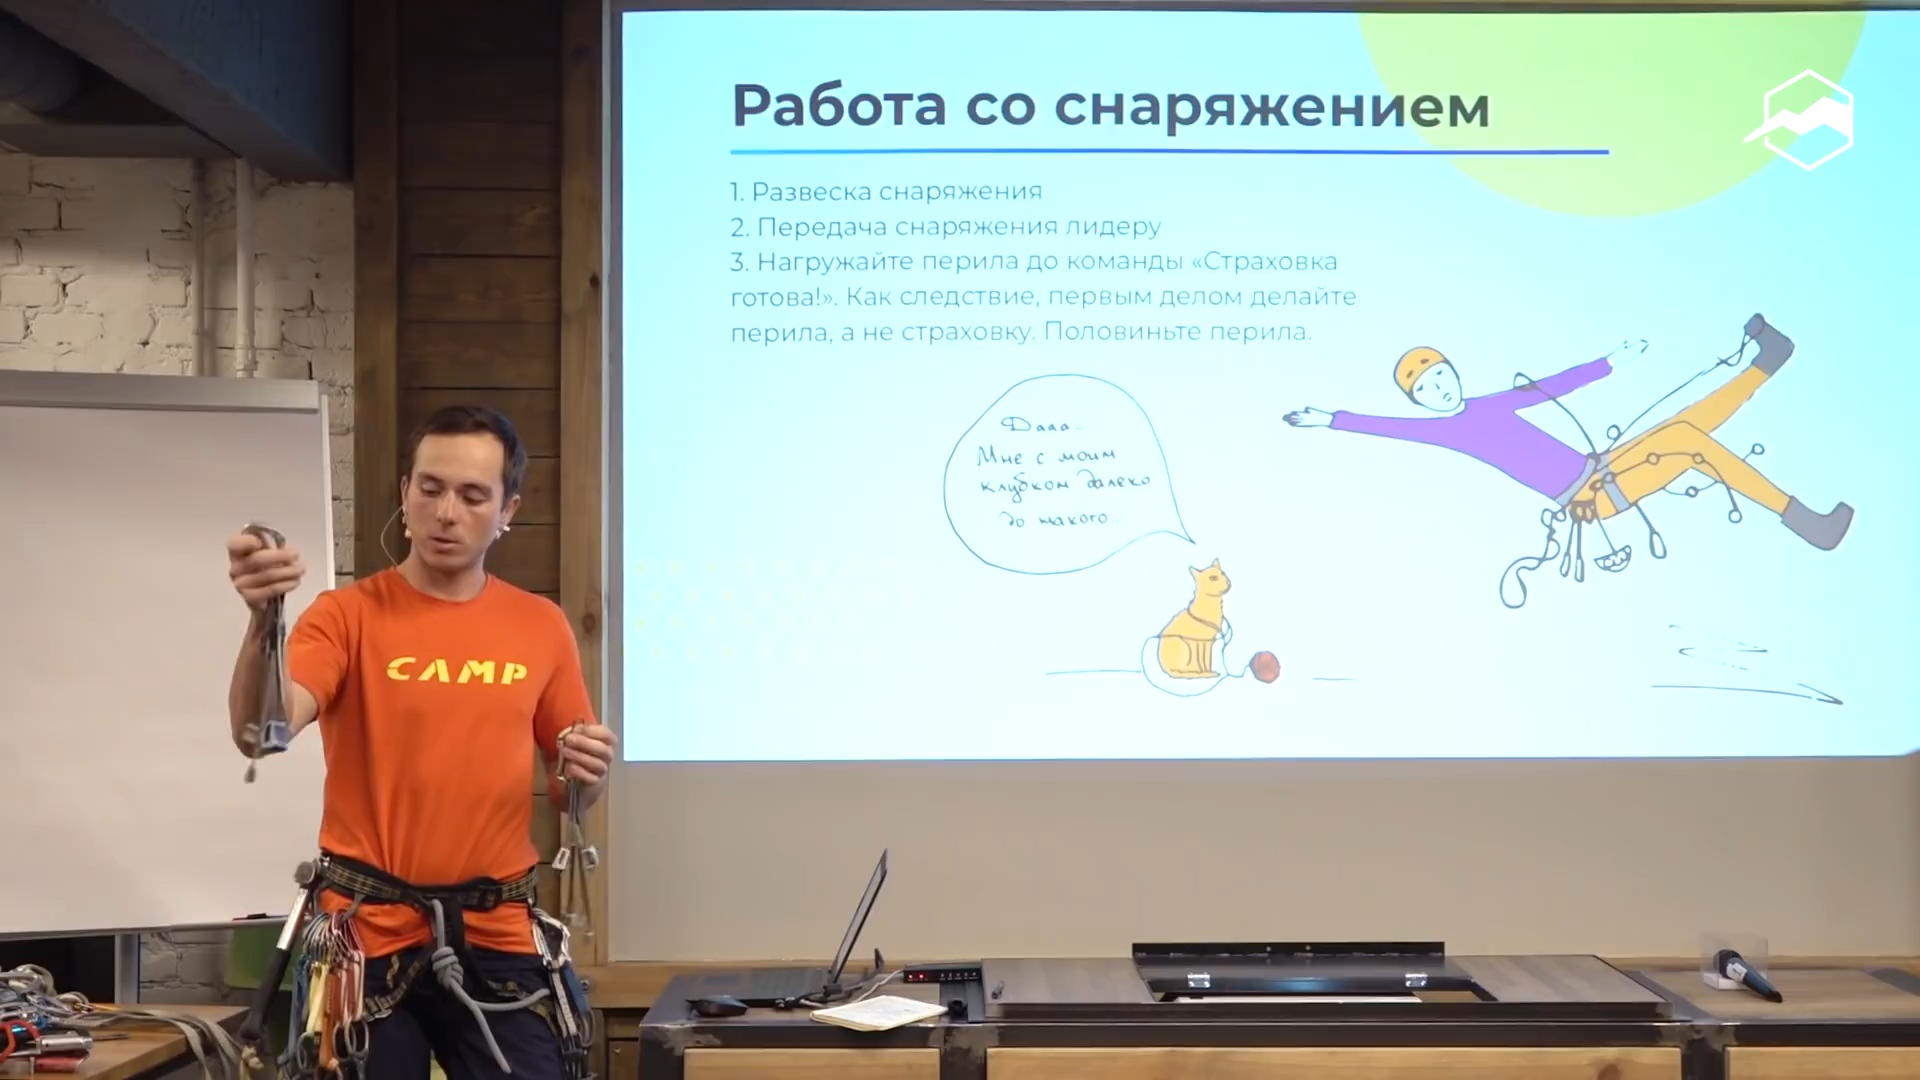 Работа со снаряжением
1. Развеска снаряжения
2. Передача снаряжения лидеру
3. Нагружайте перила до команды «Страховка
готова!». Как следствие, первым делом делайте
перила, а не страховку. Половиньте перила.
Дааа..
Мне с моим
клубком далеко
до такого...
CAMP